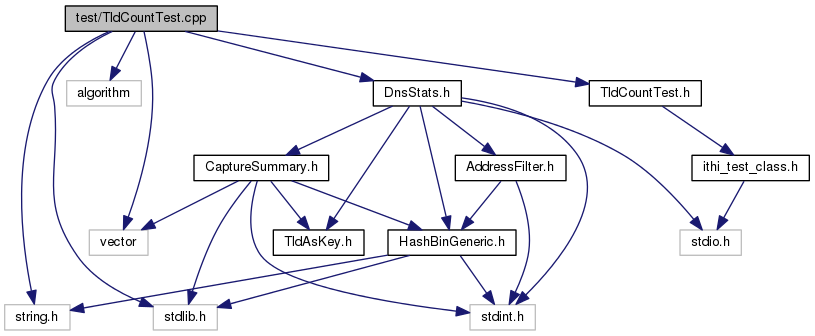 test/TldCountTest.cpp
algorithm
DnsStats.h
TldCountTest.h
CaptureSummary.h
AddressFilter.h
ithi_test_class.h
vector
TldAsKey.h
HashBinGeneric.h
stdio.h
string.h
stdlib.h
stdint.h